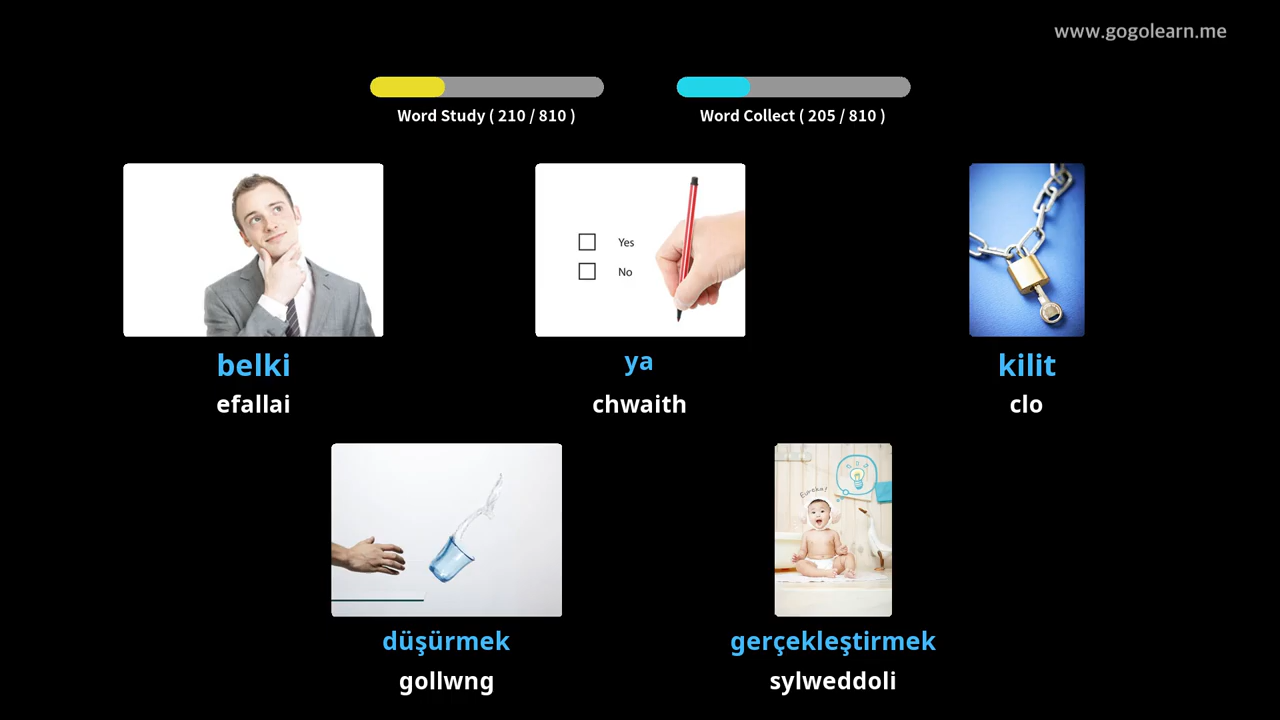 www.gogolearn.me
Word Study ( 210 / 810 )
Word Collect ( 205 / 810 )
Yes
No
belki
efallai
ya
chwaith
kilit
clo
Eureka!
düşürmek
gollwng
gerçekleştirmek
sylweddoli